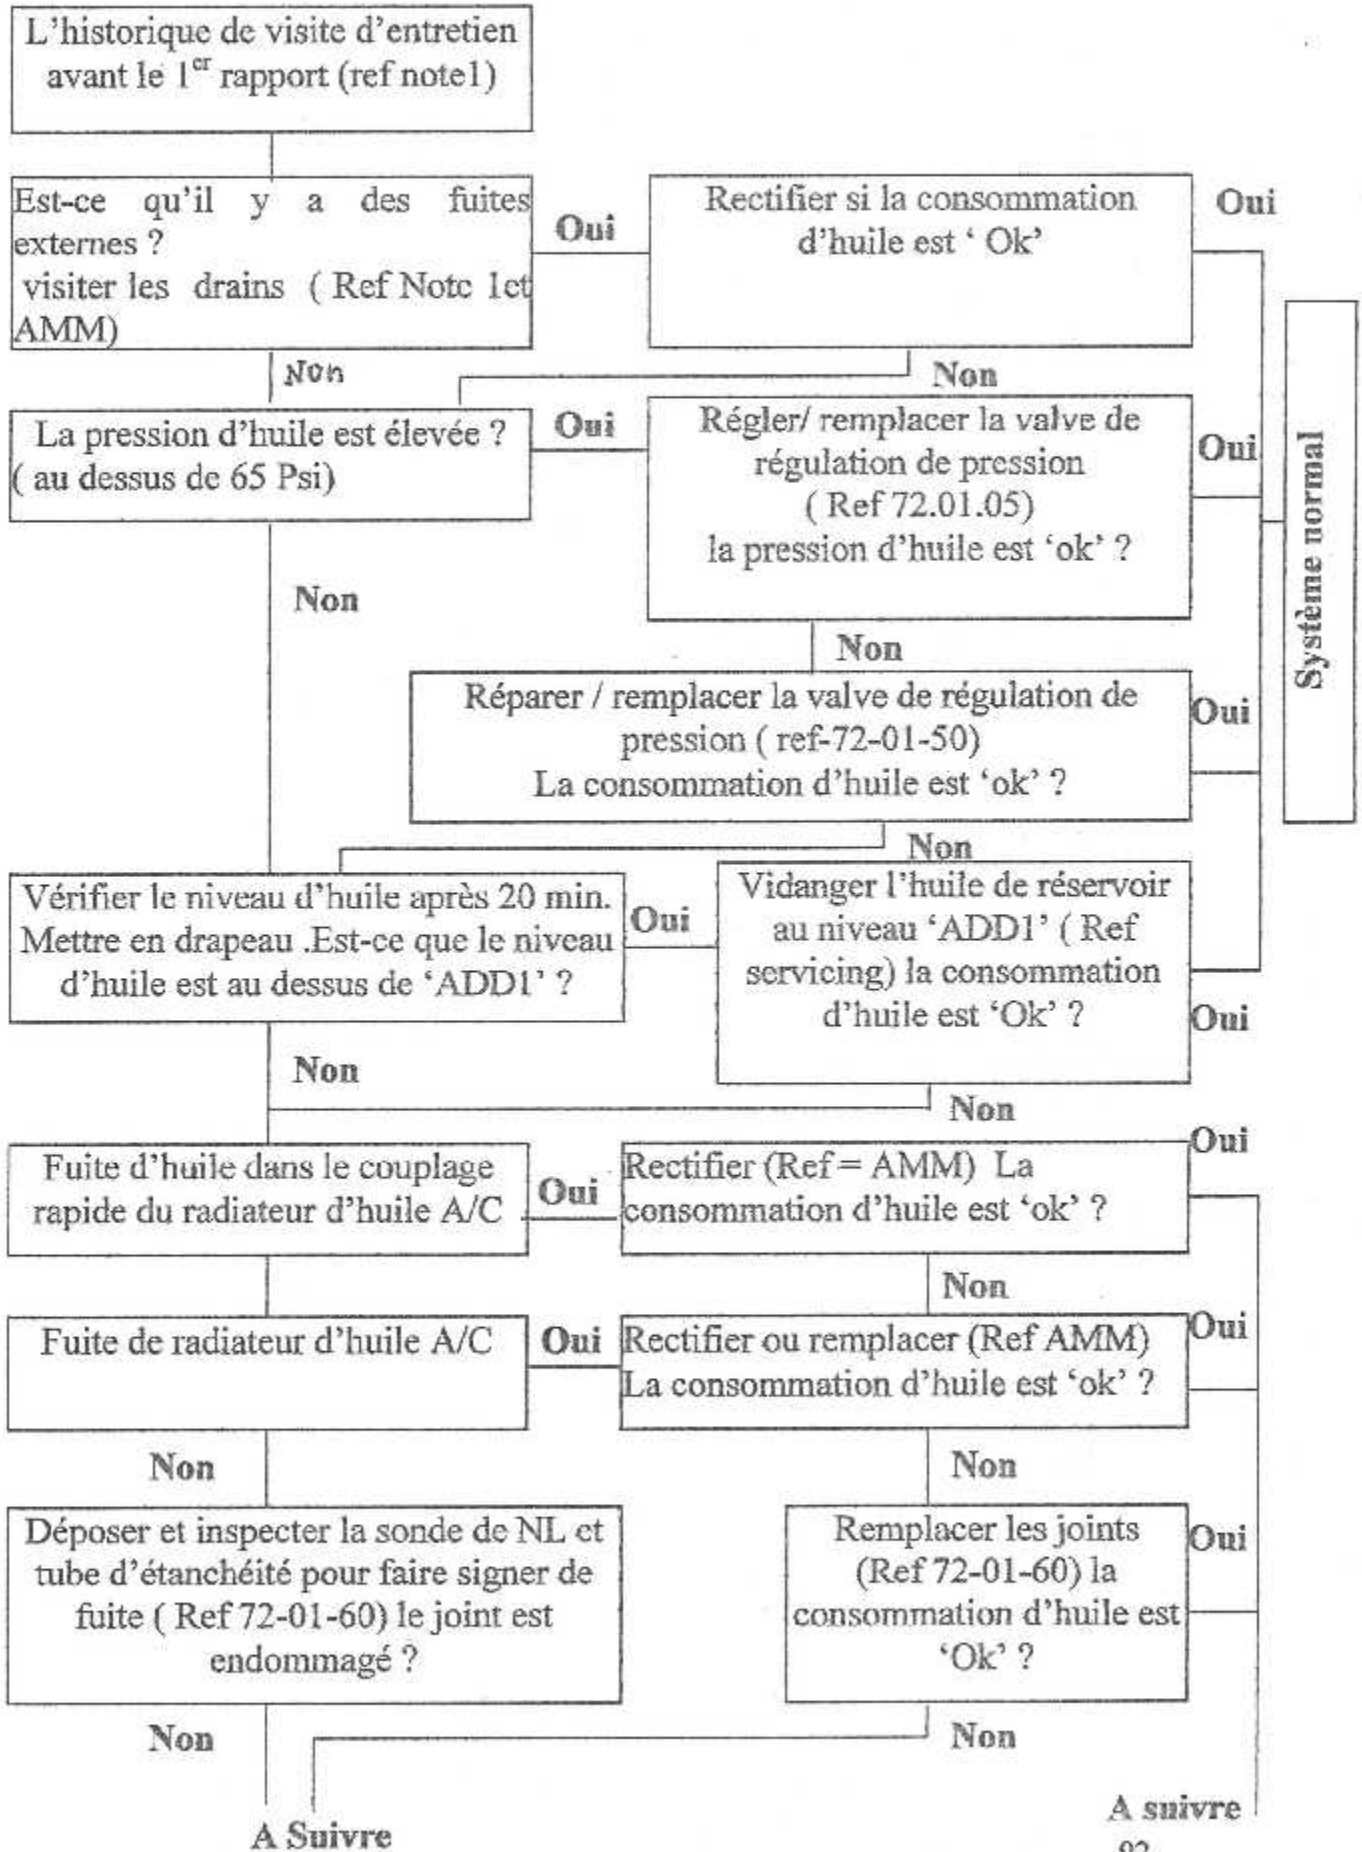 L'historique de visite d'entretien
avant le 1er rapport (ref note1)
Est-ce qu'il y a des fuites
externes ?
visiter les drains ( Ref Note 1et
AMM)
Oui
Rectifier si la consommation
d'huile est ' Ok'
Oui
Non
Non
La pression d'huile est élevée ?
( au dessus de 65 Psi)
Oui
Régler/ remplacer la valve de
régulation de pression
( Ref 72.01.05)
la pression d'huile est 'ok' ?
Oui
Système normal
Non
Non
Réparer / remplacer la valve de régulation de
pression ( ref-72-01-50)
La consommation d'huile est 'ok' ?
Oui
Non
Vérifier le niveau d'huile après 20 min.
Mettre en drapeau .Est-ce que le niveau
d'huile est au dessus de 'ADD1' ?
Oui
Vidanger l'huile de réservoir
au niveau 'ADD1' ( Ref
servicing) la consommation
d'huile est 'Ok' ?
Oui
Non
Non
Fuite d'huile dans le couplage
rapide du radiateur d'huile A/C
Oui
Rectifier (Ref = AMM) La
consommation d'huile est 'ok' ?
Oui
Non
Fuite de radiateur d'huile A/C
Oui
Rectifier ou remplacer (Ref AMM)
La consommation d'huile est 'ok' ?
Oui
Non
Non
Déposer et inspecter la sonde de NL et
tube d'étanchéité pour faire signer de
fuite ( Ref 72-01-60) le joint est
endommagé ?
Remplacer les joints
(Ref 72-01-60) la
consommation d'huile est
'Ok' ?
Oui
Non
Non
A Suivre
A suivre